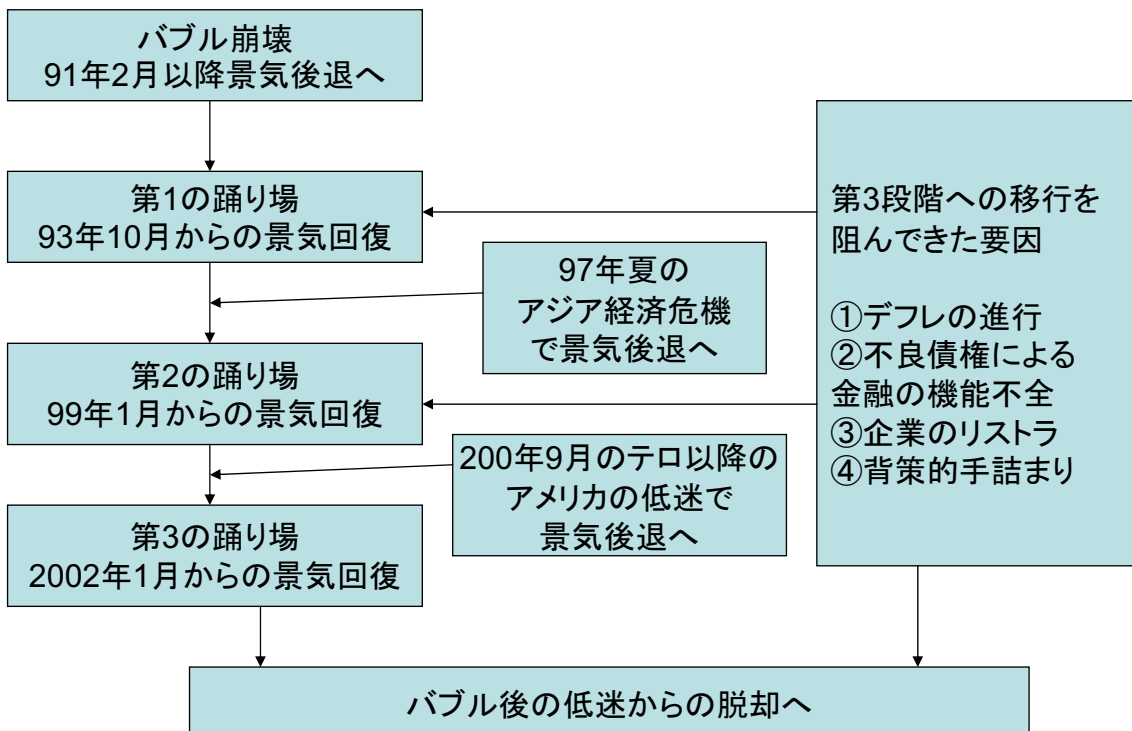 バブル崩壊
91年2月以降景気後退へ
第1の踊り場
93年10月からの景気回復
97年夏の
アジア経済危機
で景気後退へ
第2の踊り場
99年1月からの景気回復
200年9月のテロ以降の
アメリカの低迷で
景気後退へ
第3の踊り場
2002年1月からの景気回復
第3段階への移行を
阻んできた要因
①デフレの進行
②不良債権による
金融の機能不全
③企業のリストラ
④背策的手詰まり
バブル後の低迷からの脱却へ